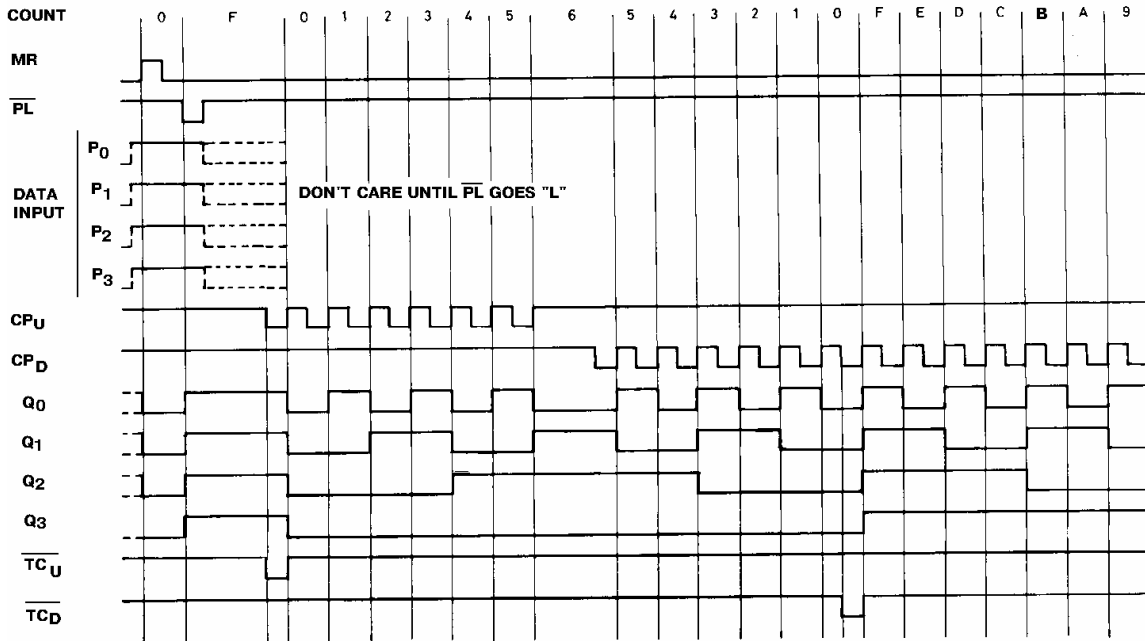 COUNT 0 F 0 1 2 3 4 5 6 5 4 3 2 1 0 F E D C B A 9
MR
PL
P0
P1
DATA INPUT
DON'T CARE UNTIL PL GOES "L"
P2
P3
CPU
CPD
Q0
Q1
Q2
Q3
TCU
TCD